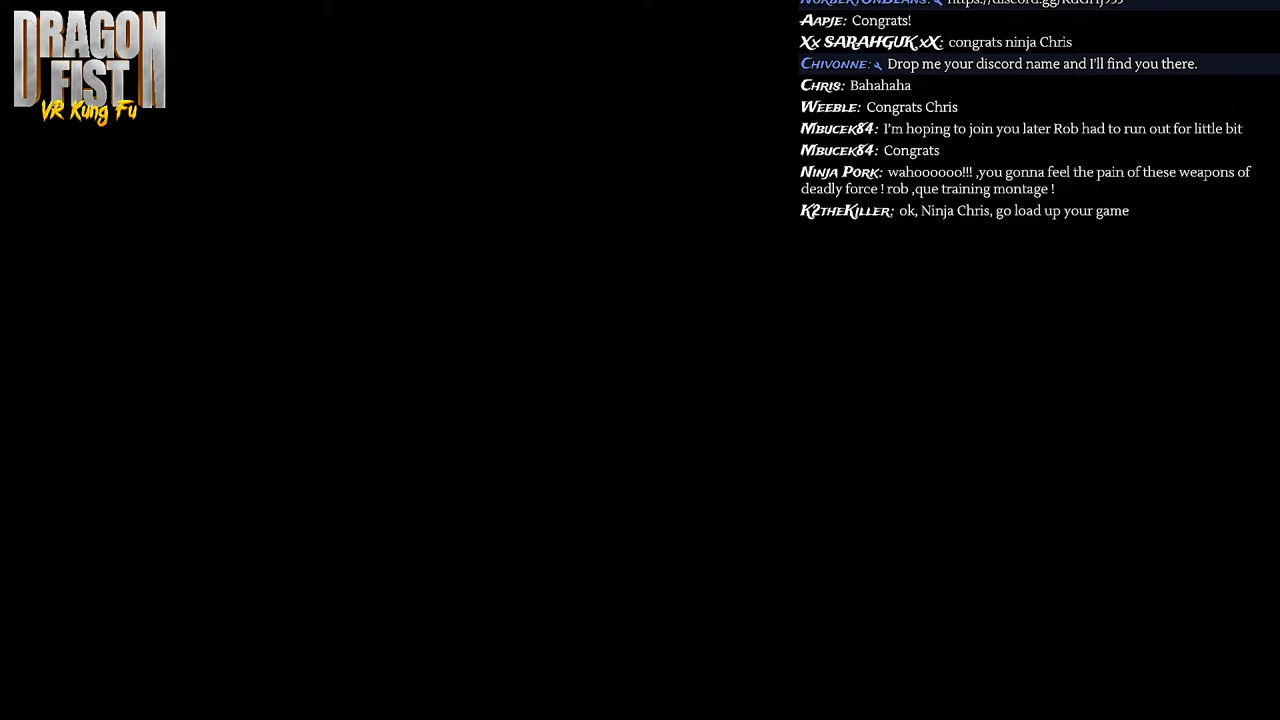 DRAGON
FIST
VR Kung Fu
Aapje: Congrats!
Xx SARAHGUK xX: congrats ninja Chris
Chivonne: Drop me your discord name and I'll find you there.
Chris: Bahahaha
Weeble: Congrats Chris
Mbucek84: I'm hoping to join you later Rob had to run out for little bit
Mbucek84: Congrats
Ninja Pork: wahoooooo!!! ,you gonna feel the pain of these weapons of
deadly force ! rob ,que training montage !
K2theKiller: ok, Ninja Chris, go load up your game